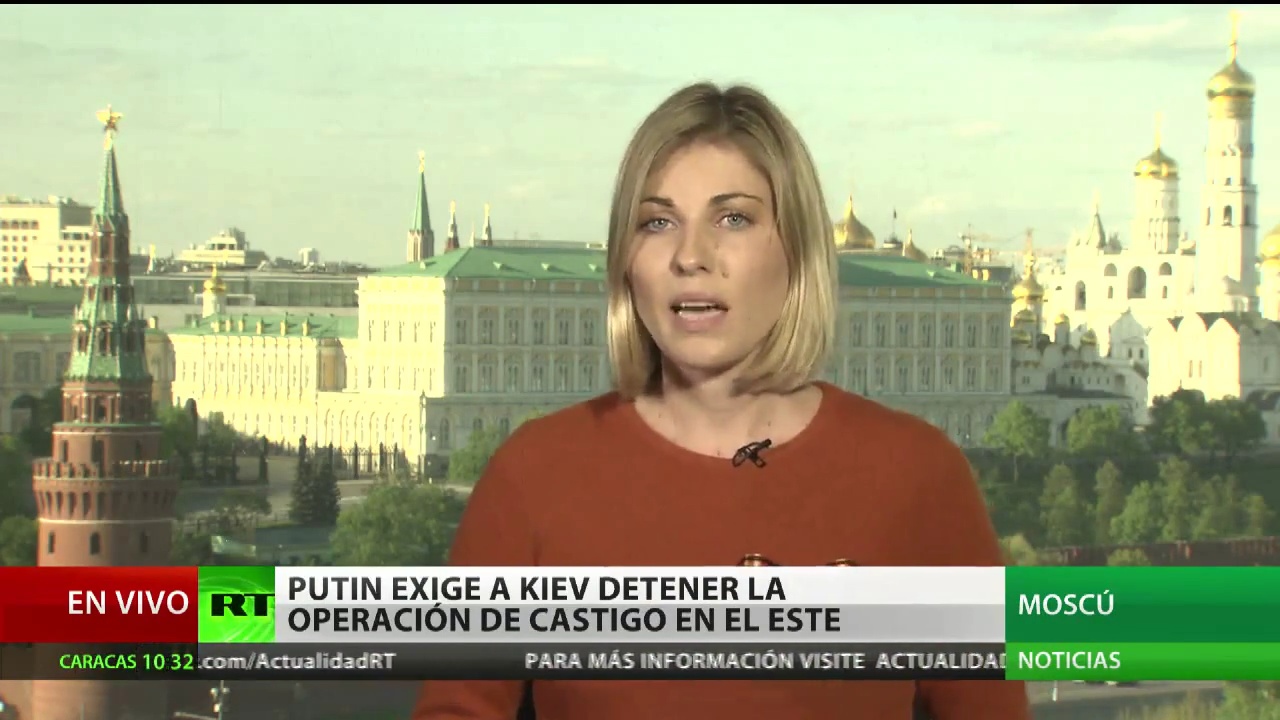 EN VIVO
RT
PUTIN EXIGE A KIEV DETENER LA
OPERACIÓN DE CASTIGO EN EL ESTE
MOSCÚ
CARACAS 10:32
.com/ActualidadRT
PARA MÁS INFORMACIÓN VISITE ACTUALIDAD
NOTICIAS